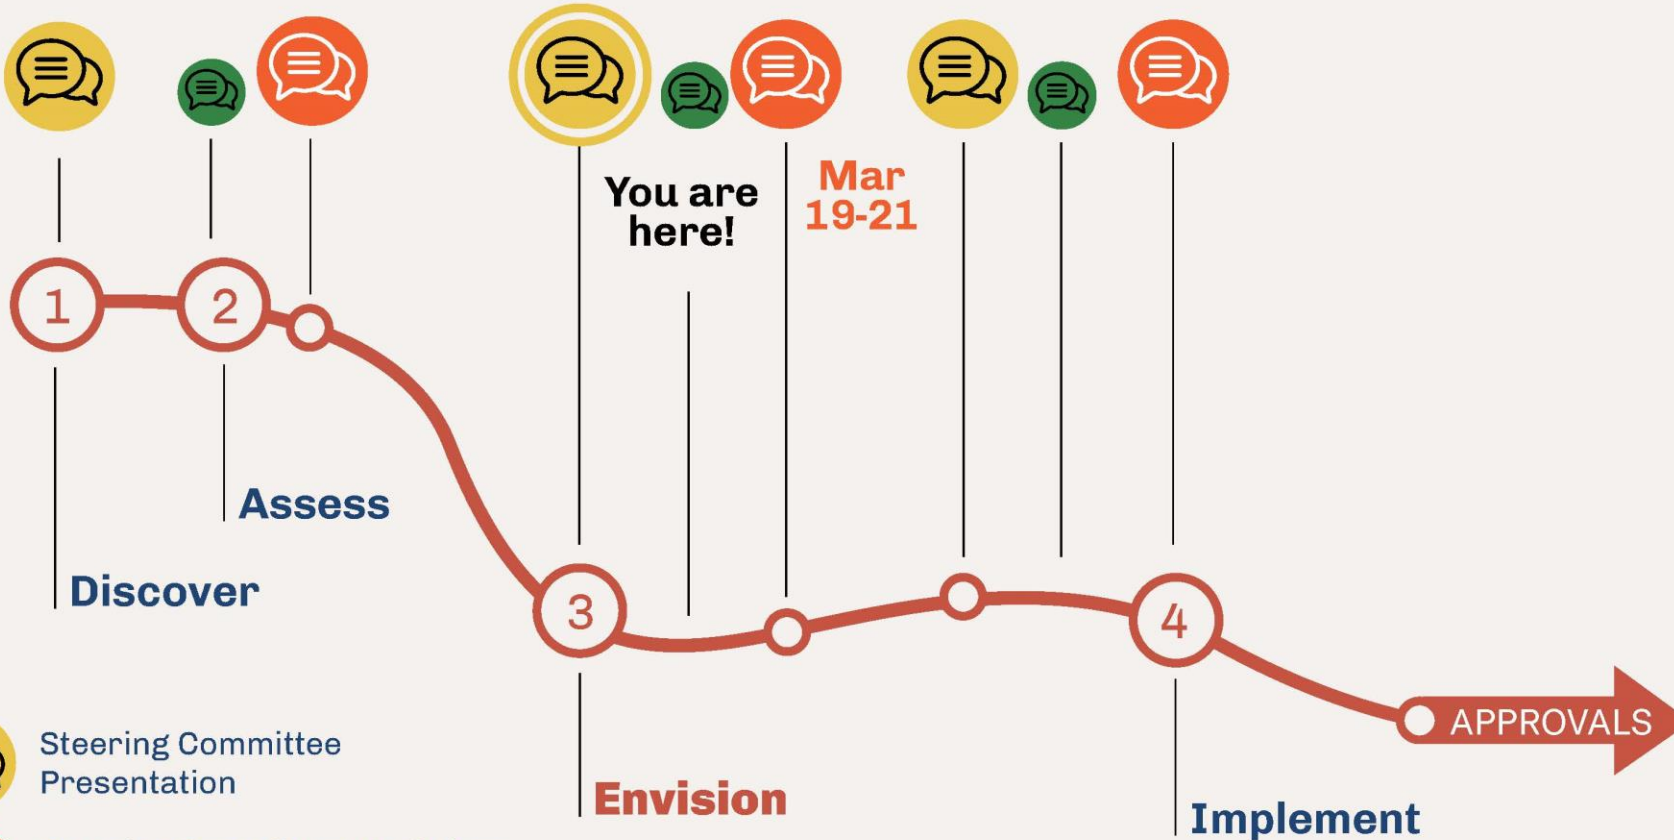 You are
here!
Mar
19-21
1
2
Assess
Discover
3
4
APPROVALS
Steering Committee
Presentation
Envision
Implement